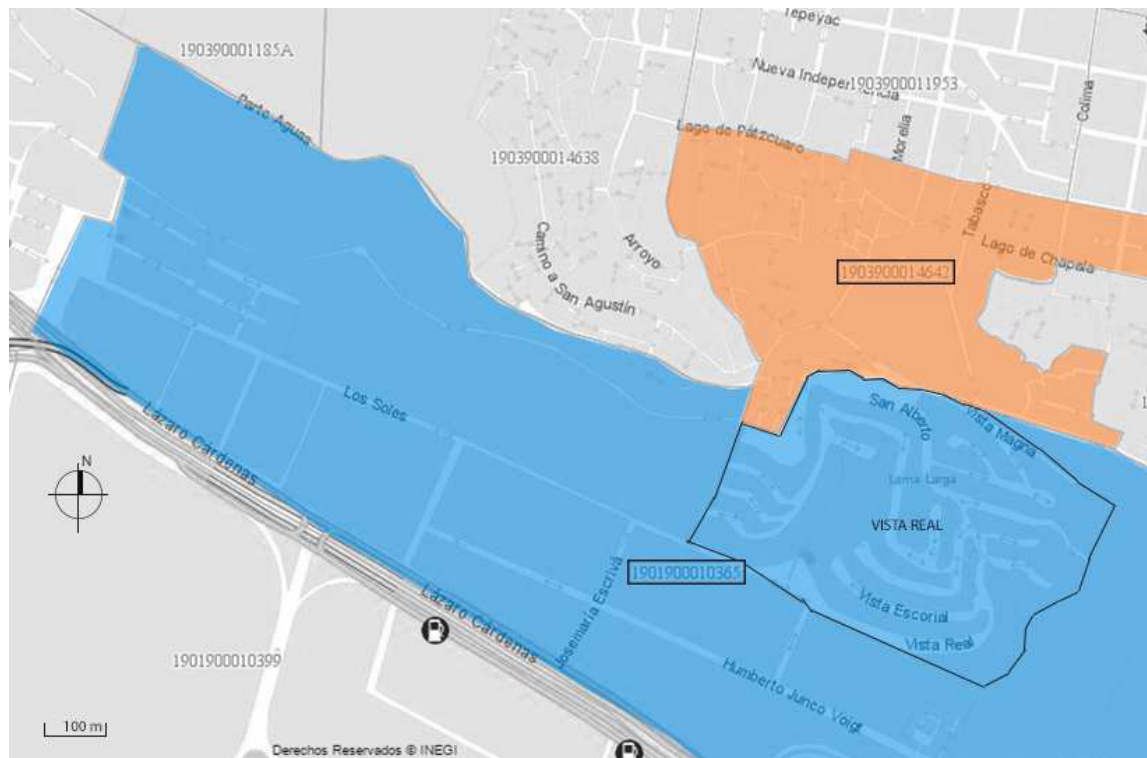 Tepeyac
190390001185A
Nueva Independencia
1903900011953
Colima
Parte Aguas
Lago de Pátzcuaro
Morelia
1903900014638
Tabasco
Arroyo
Lago de Chapala
Camino a San Agustín
1903900014642
Los Soles
San Alberto
Vista Magna
Lázaro Cárdenas
N
Loma Larga
VISTA REAL
1901900010365
Josemaría Escrivá
Lázaro Cárdenas
Vista Escorial
Vista Real
1901900010399
Humberto Junco Voigt
100 m
Derechos Reservados © INEGI